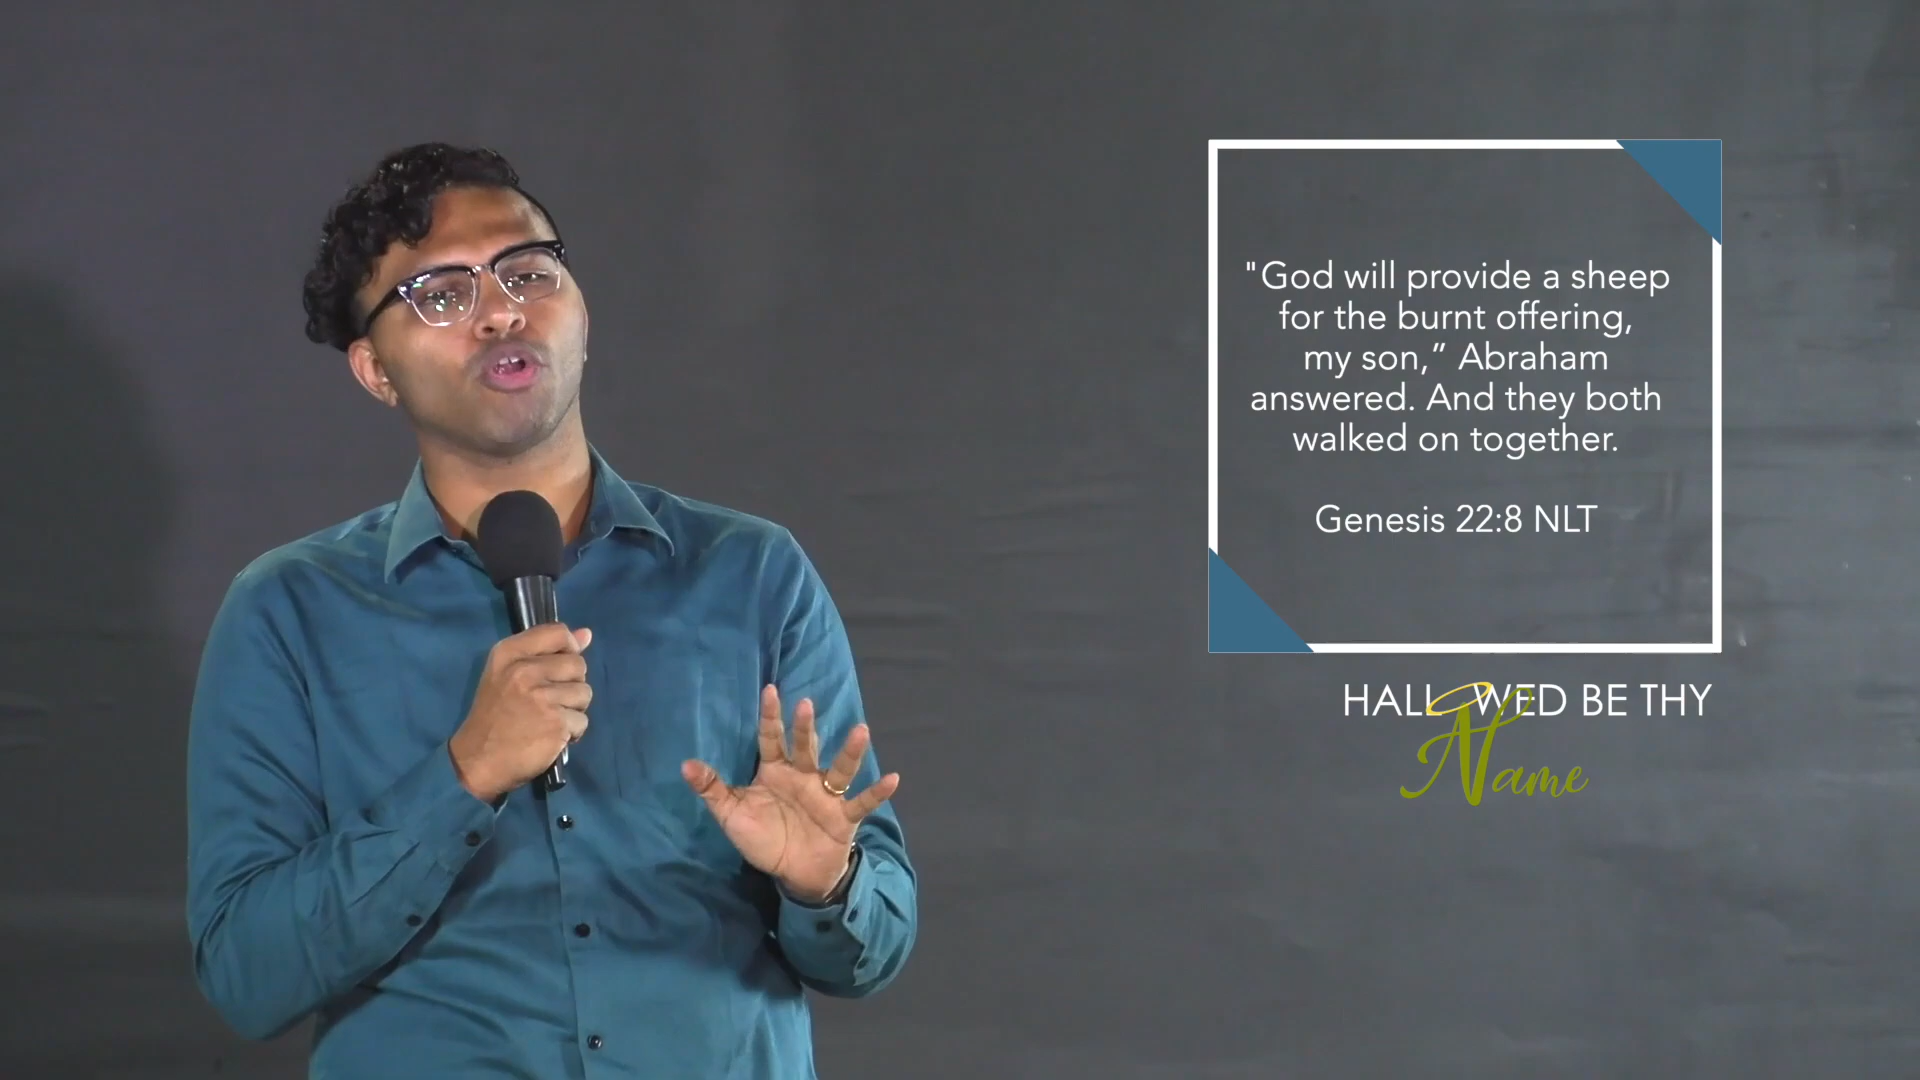 "God will provide a sheep
for the burnt offering,
my son,” Abraham
answered. And they both
walked on together.
Genesis 22:8 NLT
HALLOWED BE THY
Name